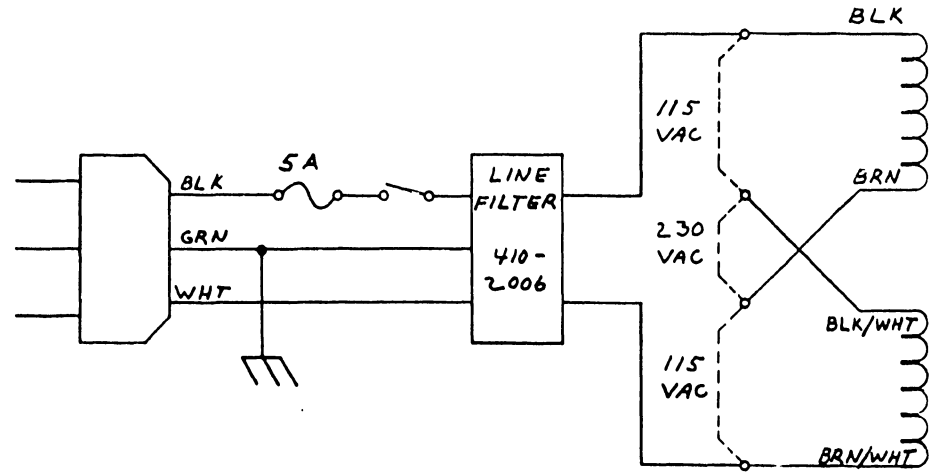 BLK
115
VAC
5A
BLK
LINE
FILTER
BRN
GRN
230
VAC
410-
2006
WHT
BLK/WHT
115
VAC
BRN/WHT